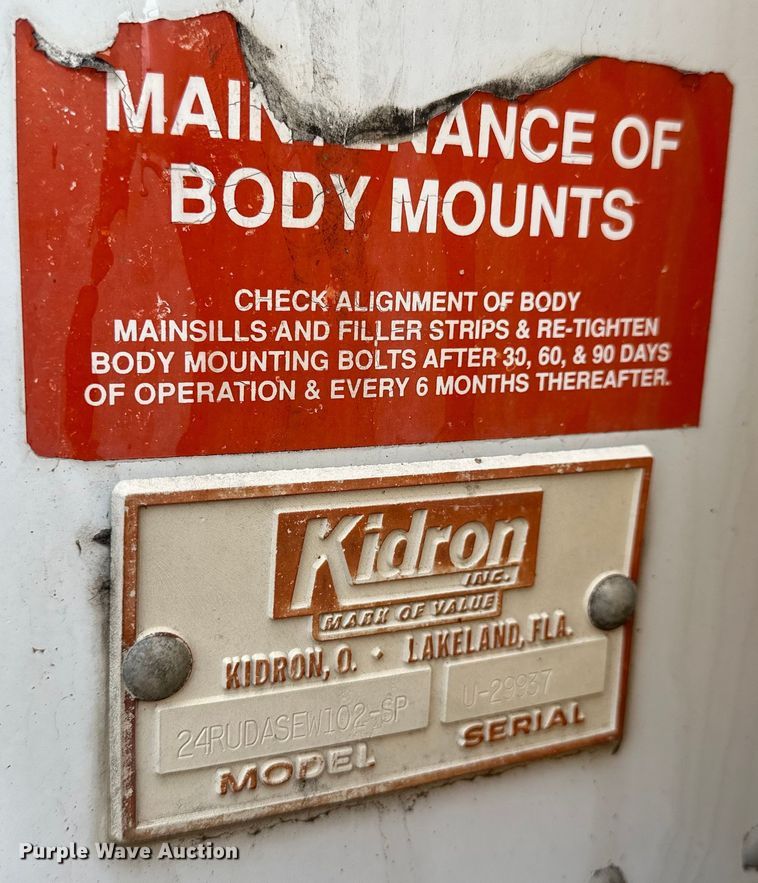 MAINTENANCE OF
BODY MOUNTS
CHECK ALIGNMENT OF BODY
MAINSILLS AND FILLER STRIPS & RE-TIGHTEN
BODY MOUNTING BOLTS AFTER 30, 60, & 90 DAYS
OF OPERATION & EVERY 6 MONTHS THEREAFTER.
Kidron
INC.
MARK OF VALUE
KIDRON, O. • LAKELAND, FLA.
24RUDASEW102-SP U-29937
MODEL SERIAL
Purple Wave Auction